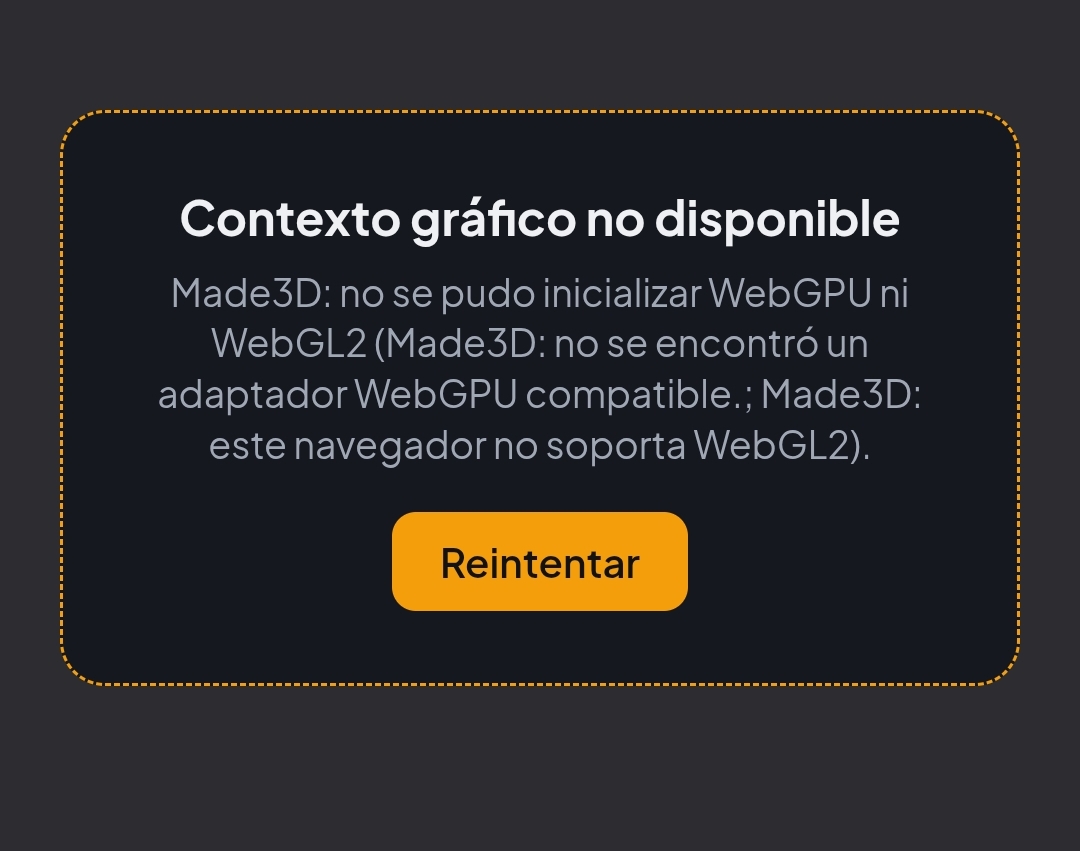 Contexto gráfico no disponible
Made3D: no se pudo inicializar WebGPU ni
WebGL2 (Made3D: no se encontró un
adaptador WebGPU compatible.; Made3D:
este navegador no soporta WebGL2).
Reintentar